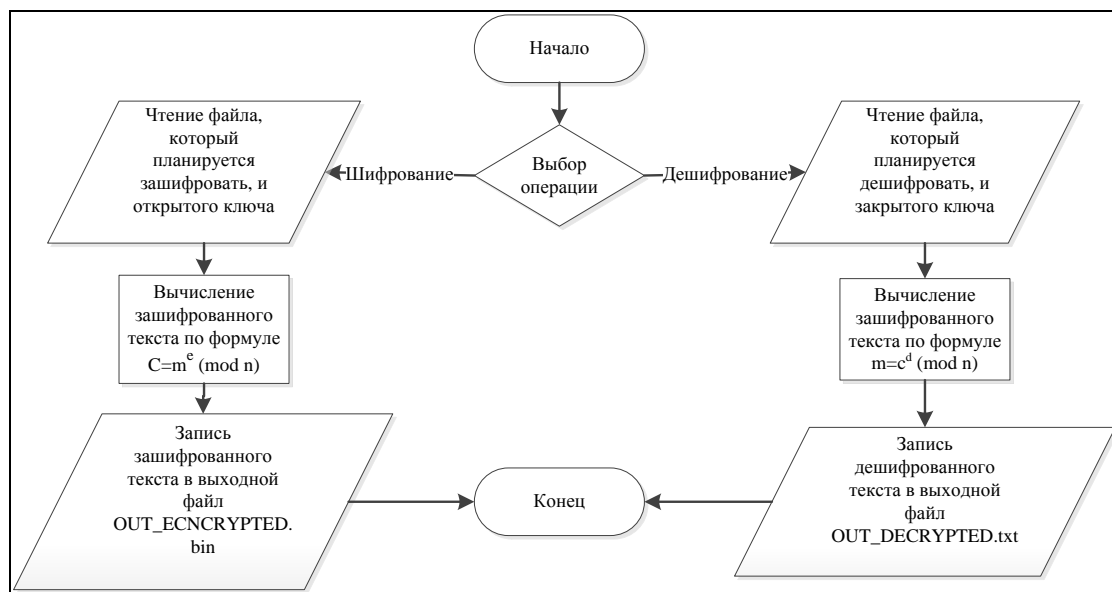 Начало
Выбор
операции
Шифрование
Дешифрование
Чтение файла,
который
планируется
зашифровать, и
открытого ключа
Вычисление
зашифрованного
текста по формуле
C=m^e (mod n)
Запись
зашифрованного
текста в выходной
файл
OUT_ECNCRYPTED.
bin
Чтение файла,
который
планируется
дешифровать, и
закрытого ключа
Вычисление
зашифрованного
текста по формуле
m=c^d (mod n)
Запись
дешифрованного
текста в выходной
файл
OUT_DECRYPTED.txt
Конец